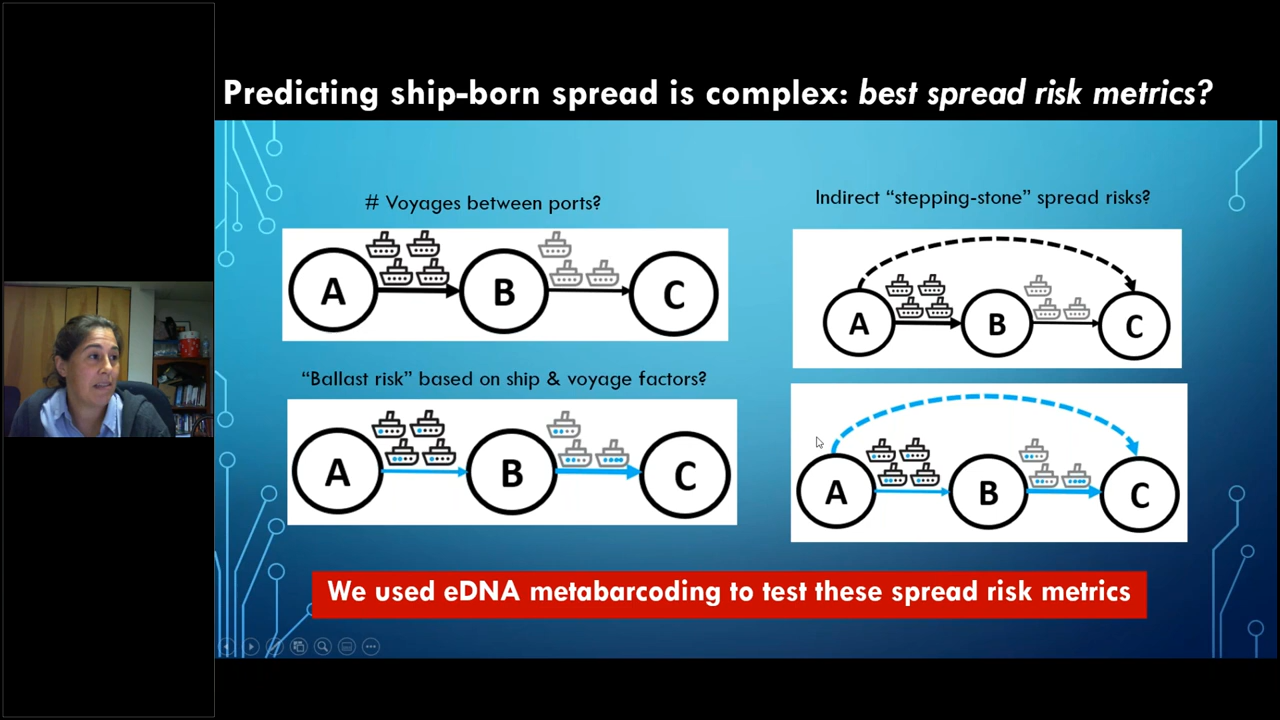 Predicting ship-born spread is complex: best spread risk metrics?
# Voyages between ports?
A
B
C
"Ballast risk" based on ship & voyage factors?
A
B
C
Indirect "stepping-stone" spread risks?
A
B
C
A
B
C
We used eDNA metabarcoding to test these spread risk metrics